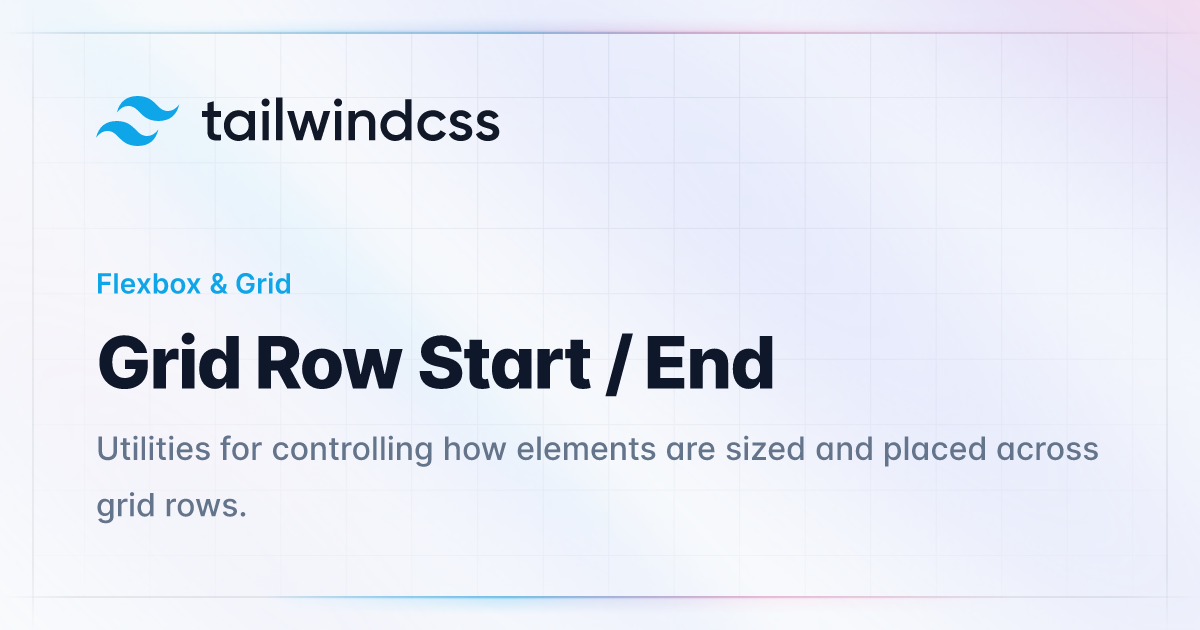 tailwindcss
Flexbox & Grid
Grid Row Start / End
Utilities for controlling how elements are sized and placed across
grid rows.